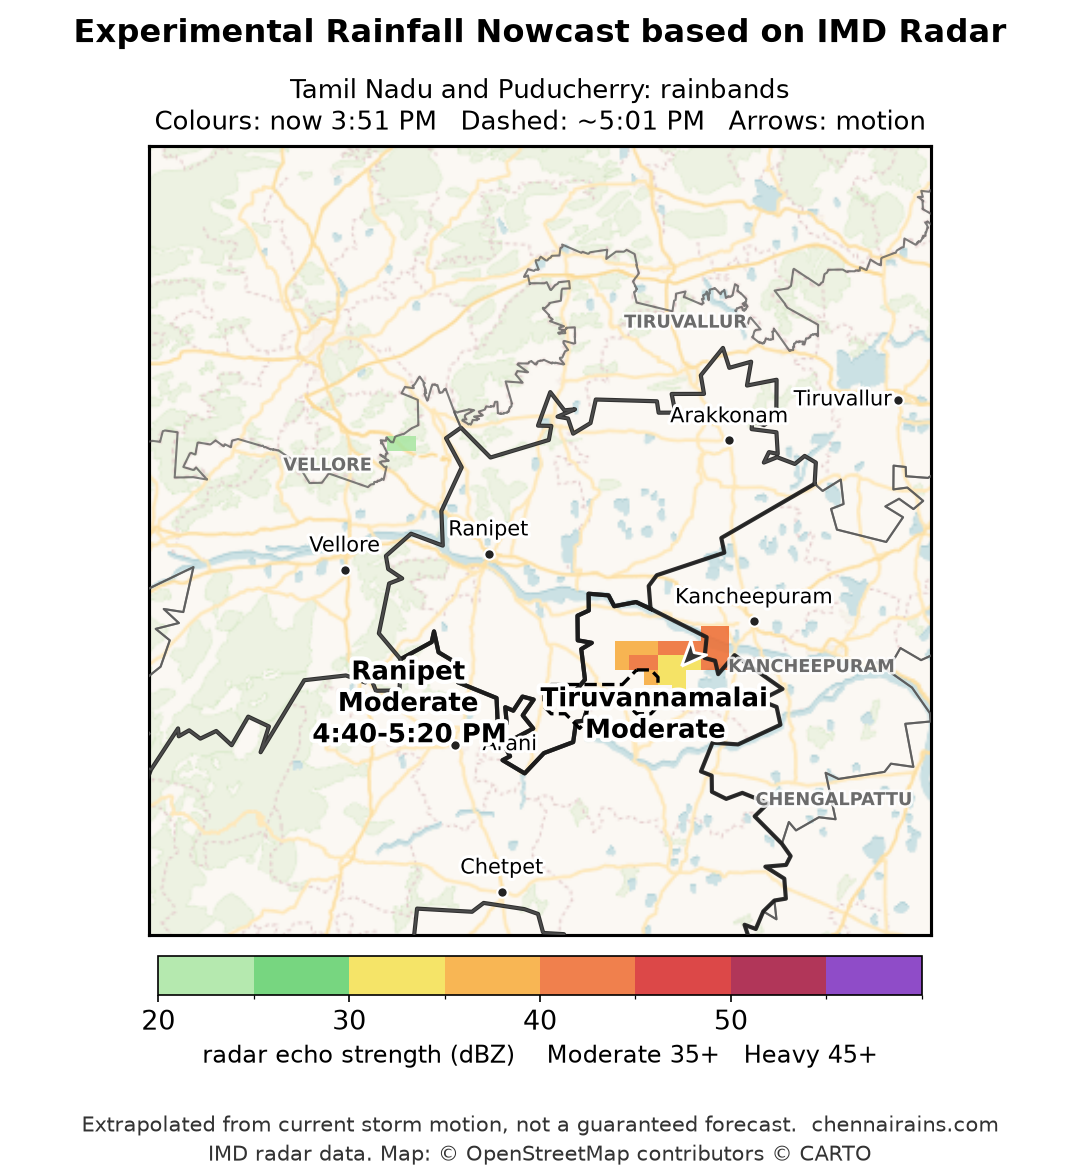 Experimental Rainfall Nowcast based on IMD Radar
Tamil Nadu and Puducherry: rainbands
Colours: now 3:51 PM   Dashed: ~5:01 PM   Arrows: motion
TIRUVALLUR
Tiruvallur
Arakkonam
VELLORE
Ranipet
Vellore
Kancheepuram
KANCHEEPURAM
Ranipet
Moderate
4:40-5:20 PM
Tiruvannamalai
Moderate
Arani
CHENGALPATTU
Chetpet
20 30 40 50
radar echo strength (dBZ)   Moderate 35+   Heavy 45+
Extrapolated from current storm motion, not a guaranteed forecast.  chennairains.com
IMD radar data. Map: © OpenStreetMap contributors © CARTO